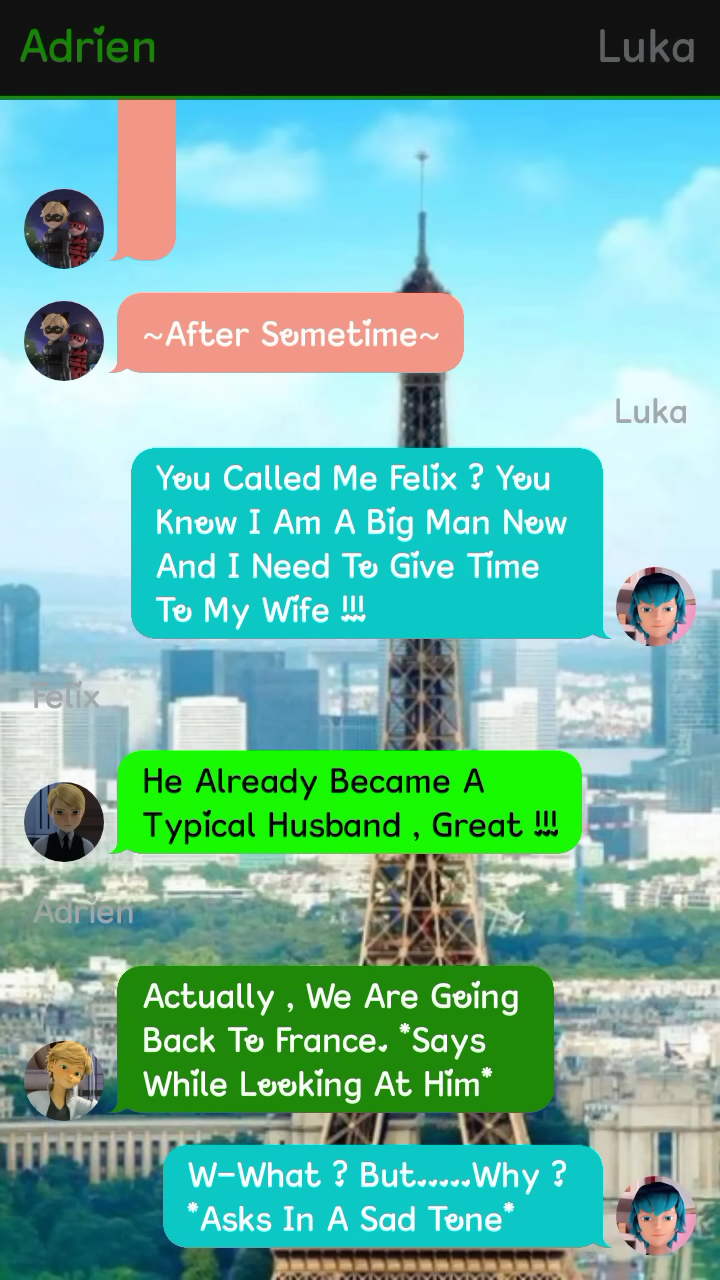 Adrien
Luka
~After Sometime~
Luka
You Called Me Felix ? You
Know I Am A Big Man Now
And I Need To Give Time
To My Wife !!!
Felix
He Already Became A
Typical Husband , Great !!!
Adrien
Actually , We Are Going
Back To France. *Says
While Looking At Him*
W-What ? But.....Why ?
*Asks In A Sad Tone*